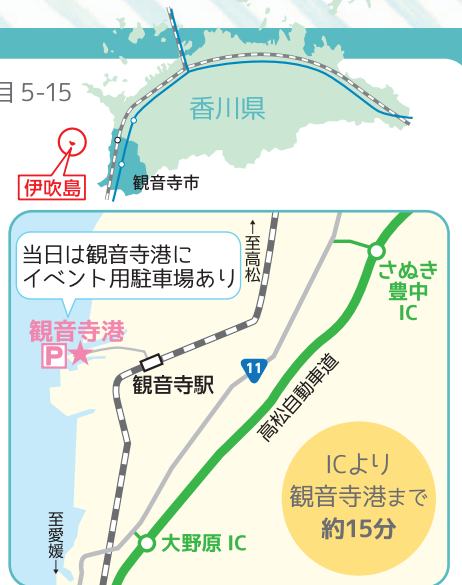 目 5-15
香川県
伊吹島
観音寺市
当日は観音寺港に
イベント用駐車場あり
←至高松
さぬき
豊中
IC
観音寺港
P★
観音寺駅
11
高松自動車道
ICより
観音寺港まで
約15分
至愛媛→
大野原 IC